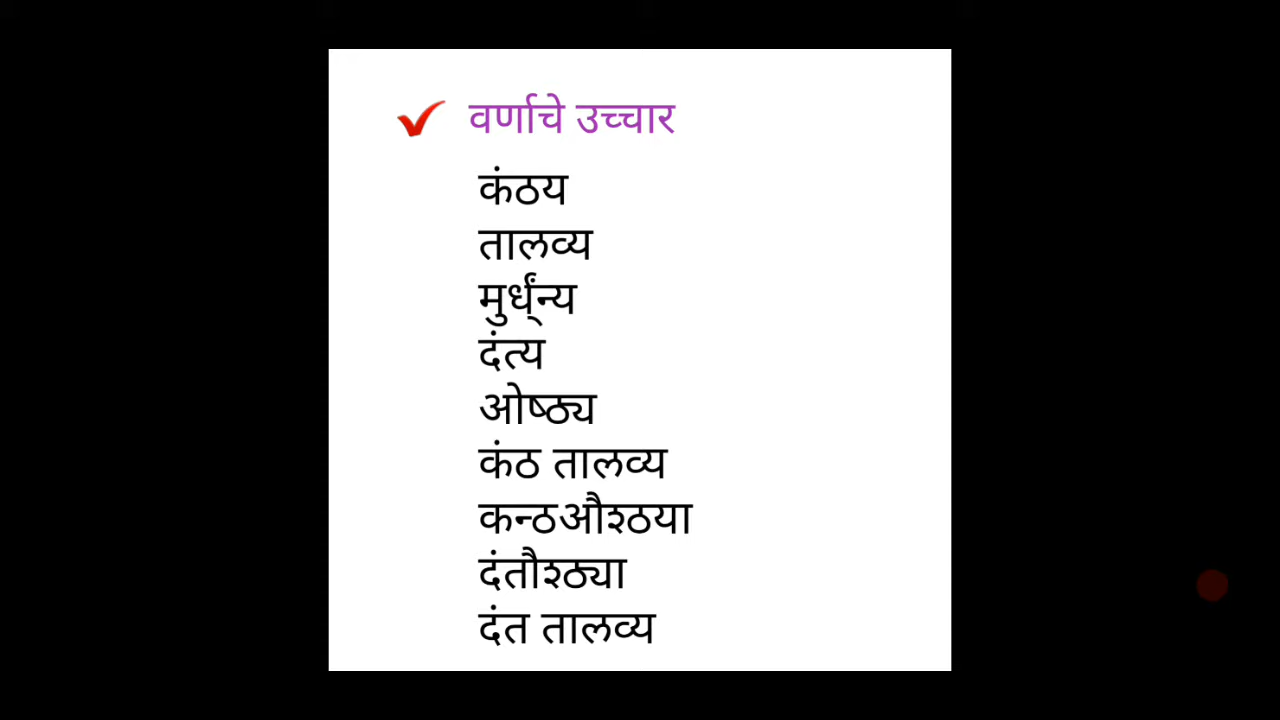 वर्णाचे उच्चार
कंठय
तालव्य
मुर्ध्ंन्य
दंत्य
ओष्ठ्य
कंठ तालव्य
कन्ठऔश्ठया
दंतौश्ठ्या
दंत तालव्य